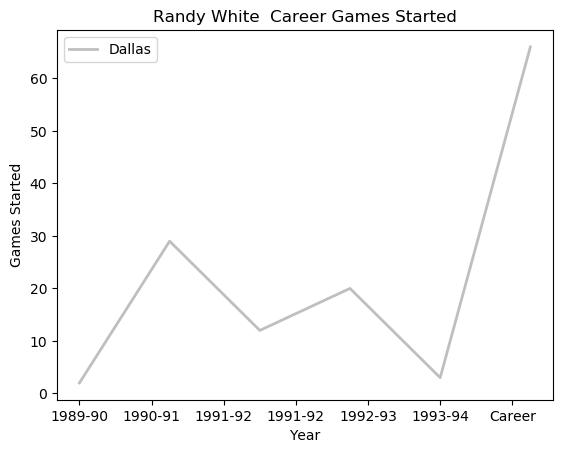 Randy White  Career Games Started
Dallas
Games Started
60
50
40
30
20
10
0
1989-90 1990-91 1991-92 1991-92 1992-93 1993-94 Career
Year